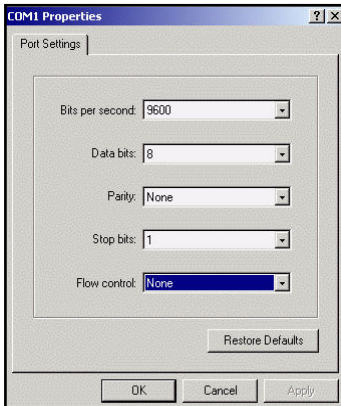 COM1 Properties
Port Settings
Bits per second: 9600
Data bits: 8
Parity: None
Stop bits: 1
Flow control: None
Restore Defaults
OK Cancel Apply